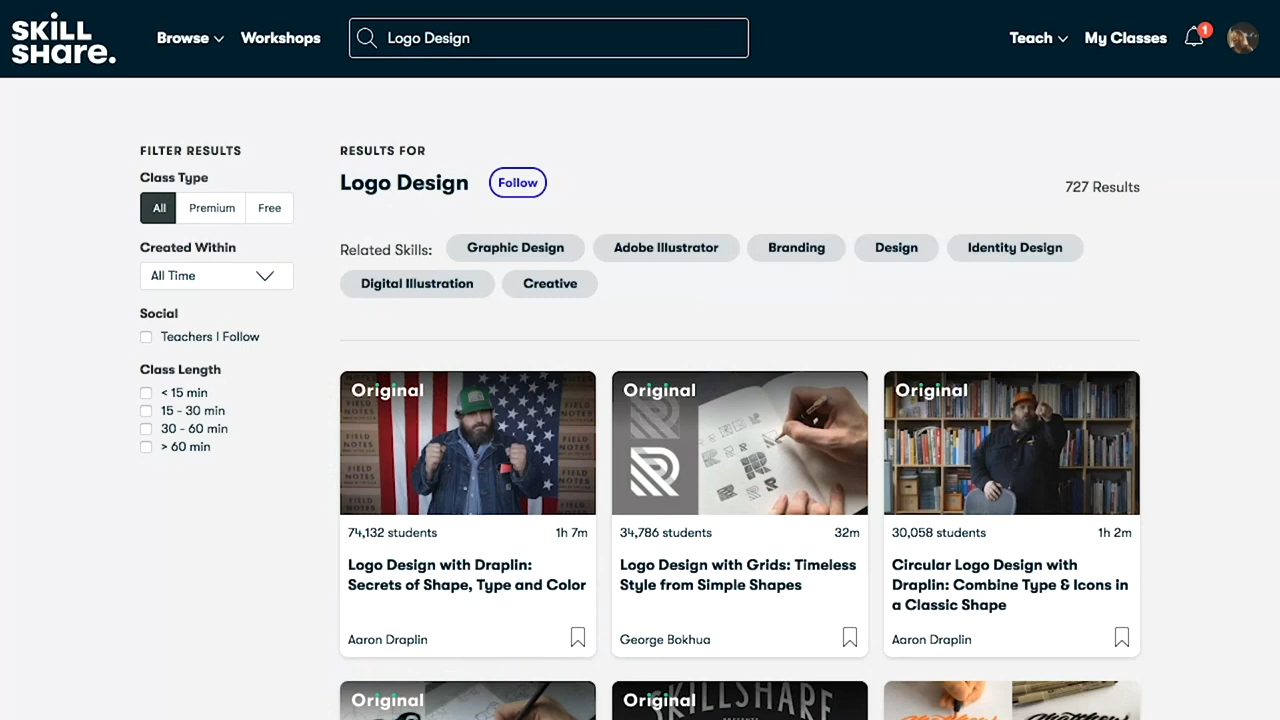 SKILL
SHARE.
Browse
Workshops
Logo Design
Teach
My Classes
1
FILTER RESULTS
Class Type
All
Premium
Free
Created Within
All Time
Social
Teachers I Follow
Class Length
< 15 min
15 - 30 min
30 - 60 min
> 60 min
RESULTS FOR
Logo Design
Follow
727 Results
Related Skills:
Graphic Design
Adobe Illustrator
Branding
Design
Identity Design
Digital Illustration
Creative
Original
FIELD NOTES
74,132 students
1h 7m
Logo Design with Draplin:
Secrets of Shape, Type and Color
Aaron Draplin
Original
34,786 students
32m
Logo Design with Grids: Timeless
Style from Simple Shapes
George Bokhua
Original
30,058 students
1h 2m
Circular Logo Design with
Draplin: Combine Type & Icons in
a Classic Shape
Aaron Draplin
Original
Original
SKILLSHARE